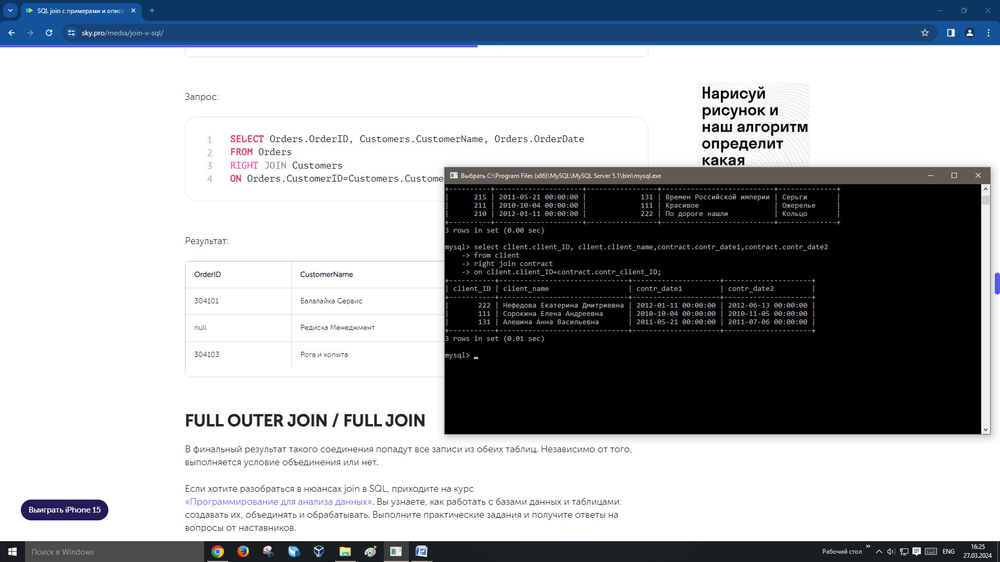 SQL join с примерами и описа
sky.pro/media/join-v-sql/
Запрос:
1 SELECT Orders.OrderID, Customers.CustomerName, Orders.OrderDate
2 FROM Orders
3 RIGHT JOIN Customers
4 ON Orders.CustomerID=Customers.Custome
Результат:
OrderID CustomerName
304101 Балалайка Сервис
null Редиска Менеджмент
304103 Рога и копыта
FULL OUTER JOIN / FULL JOIN
В финальный результат такого соединения попадут все записи из обеих таблиц. Независимо от того,
выполняется условие объединения или нет.
Если хотите разобраться в нюансах join в SQL, приходите на курс
«Программирование для анализа данных». Вы узнаете, как работать с базами данных и таблицами:
создавать их, объединять и обрабатывать. Выполните практические задания и получите ответы на
вопросы от наставников.
Выиграть iPhone 15
Нарисуй
рисунок и
наш алгоритм
определит
какая
Выбрать C:\Program Files (x86)\MySQL\MySQL Server 5.1\bin\mysql.exe
+----------+---------------------+-----------------+---------------------------+--------------+
| 215 | 2011-05-21 00:00:00 | 131 | Времен Российской империи | Серьги |
| 211 | 2010-10-04 00:00:00 | 111 | Красивое | Ожерелье |
| 210 | 2012-01-11 00:00:00 | 222 | По дороге нашли | Кольцо |
+----------+---------------------+-----------------+---------------------------+--------------+
3 rows in set (0.00 sec)
mysql> select client.client_ID, client.client_name,contract.contr_date1,contract.contr_date2
-> from client
-> right join contract
-> on client.client_ID=contract.contr_client_ID;
+-----------+-------------------------------+---------------------+---------------------+
| client_ID | client_name | contr_date1 | contr_date2 |
+-----------+-------------------------------+---------------------+---------------------+
| 222 | Нефедова Екатерина Дмитриевна | 2012-01-11 00:00:00 | 2012-06-13 00:00:00 |
| 111 | Сорокина Елена Андреевна | 2010-10-04 00:00:00 | 2010-11-05 00:00:00 |
| 131 | Алешина Анна Васильевна | 2011-05-21 00:00:00 | 2011-07-06 00:00:00 |
+-----------+-------------------------------+---------------------+---------------------+
3 rows in set (0.01 sec)
mysql>
Поиск в Windows
Рабочий стол
ENG
16:25
27.03.2024